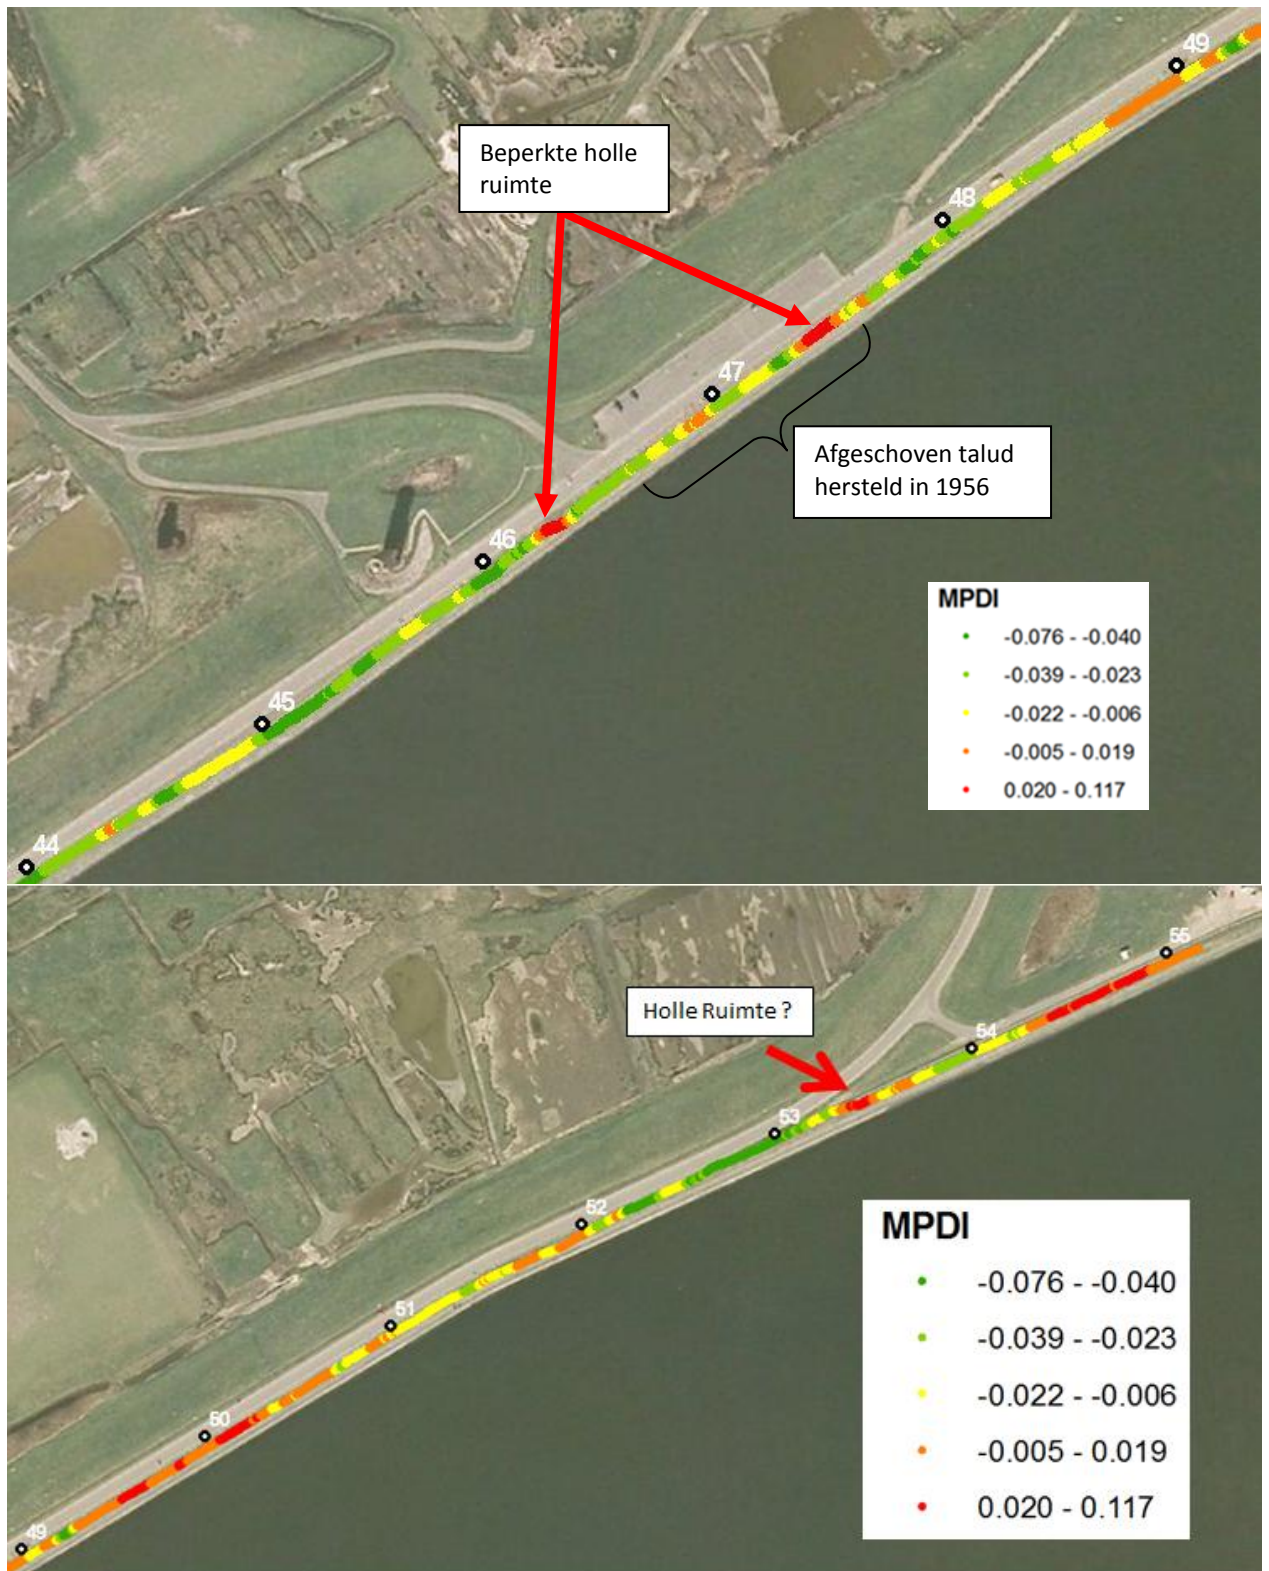 49
Beperkte holle
ruimte
48
47
Afgeschoven talud
hersteld in 1956
46
MPDI
-0.076 - -0.040
-0.039 - -0.023
-0.022 - -0.006
-0.005 - 0.019
0.020 - 0.117
45
44
55
Holle Ruimte ?
54
53
52
MPDI
-0.076 - -0.040
-0.039 - -0.023
-0.022 - -0.006
-0.005 - 0.019
0.020 - 0.117
51
50
49